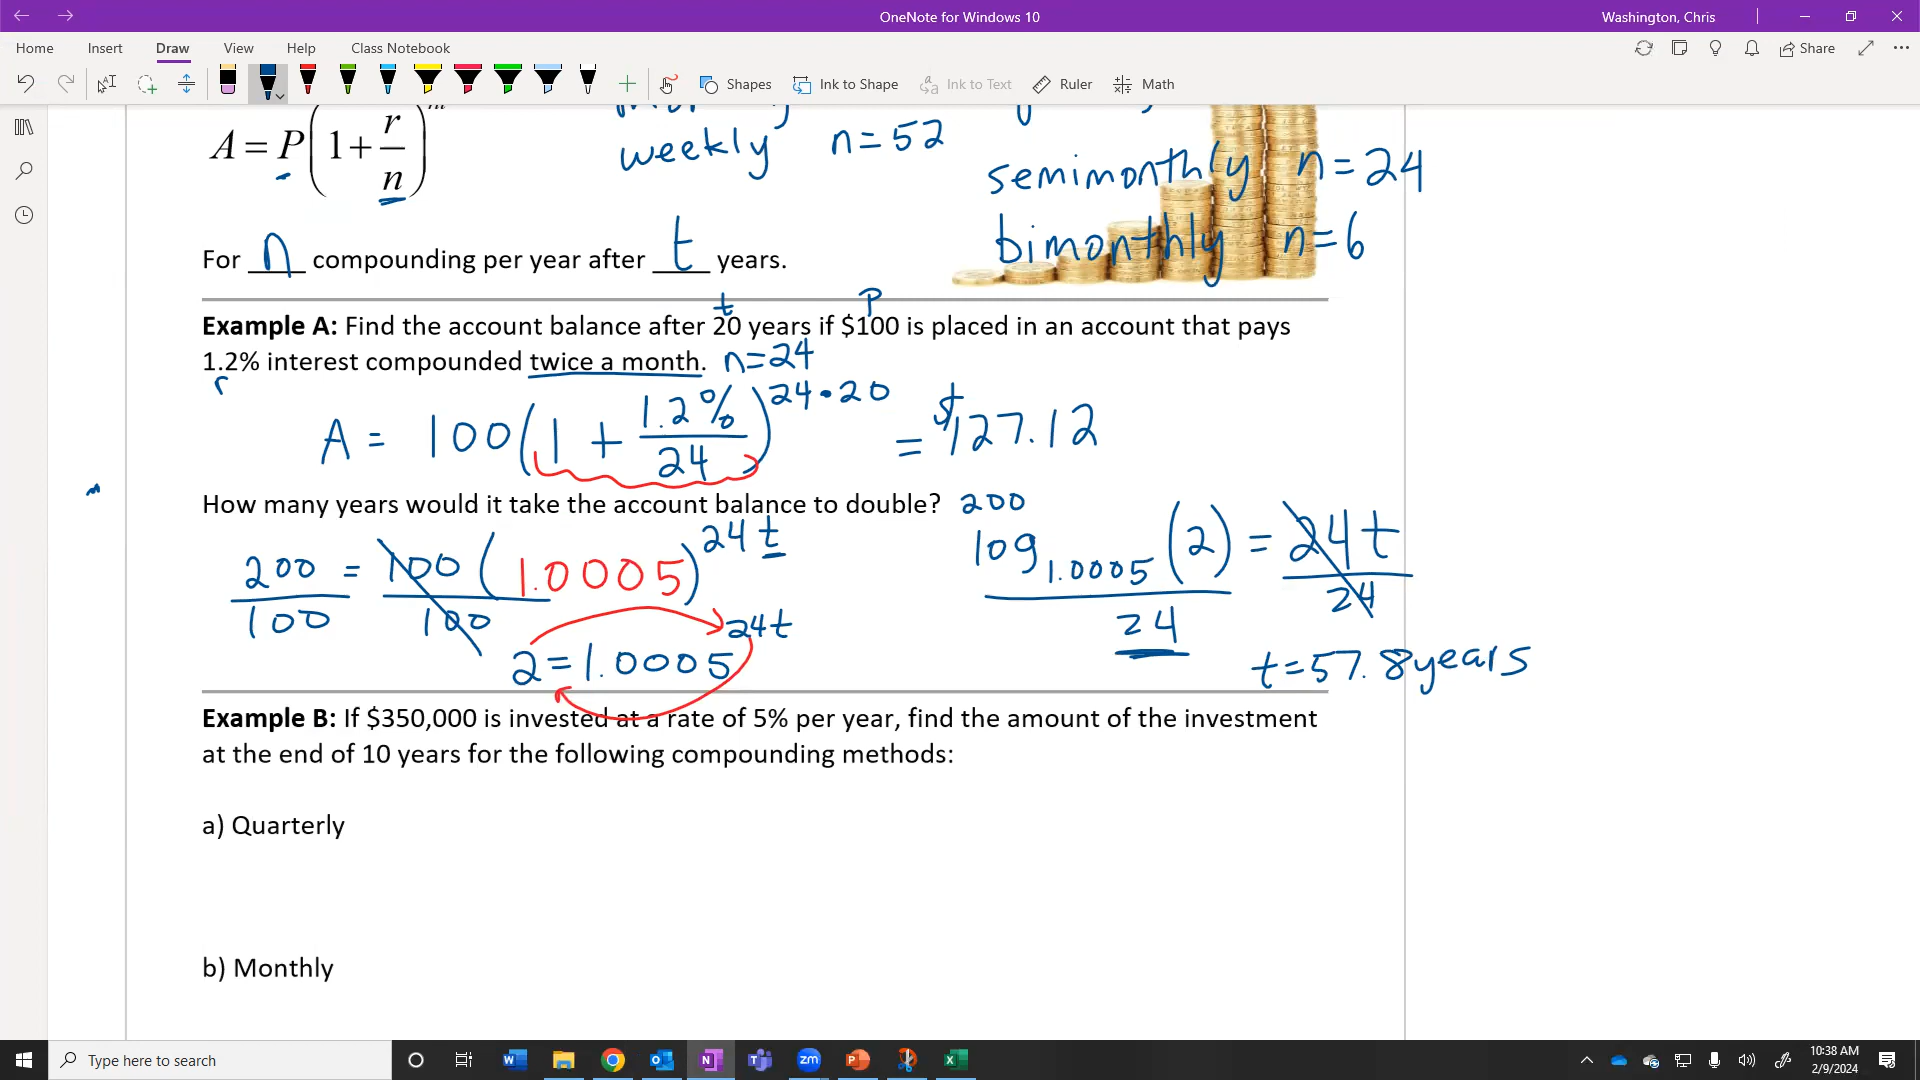 OneNote for Windows 10
Washington, Chris
Home Insert Draw View Help Class Notebook
Share
Shapes Ink to Shape Ink to Text Ruler Math
A = P(1 + r/n)
weekly n=52
semimonthly n=24
bimonthly n=6
For n compounding per year after t years.
t P
Example A: Find the account balance after 20 years if $100 is placed in an account that pays
1.2% interest compounded twice a month. n=24
r
A = 100(1 + 1.2%/24)^24•20 = $127.12
How many years would it take the account balance to double? 200
200/100 = 100(1.0005)^24t/100
log1.0005(2)/24 = 24t/24
2=1.0005^24t
t=57.8years
Example B: If $350,000 is invested at a rate of 5% per year, find the amount of the investment
at the end of 10 years for the following compounding methods:
a) Quarterly
b) Monthly
Type here to search
10:38 AM
2/9/2024